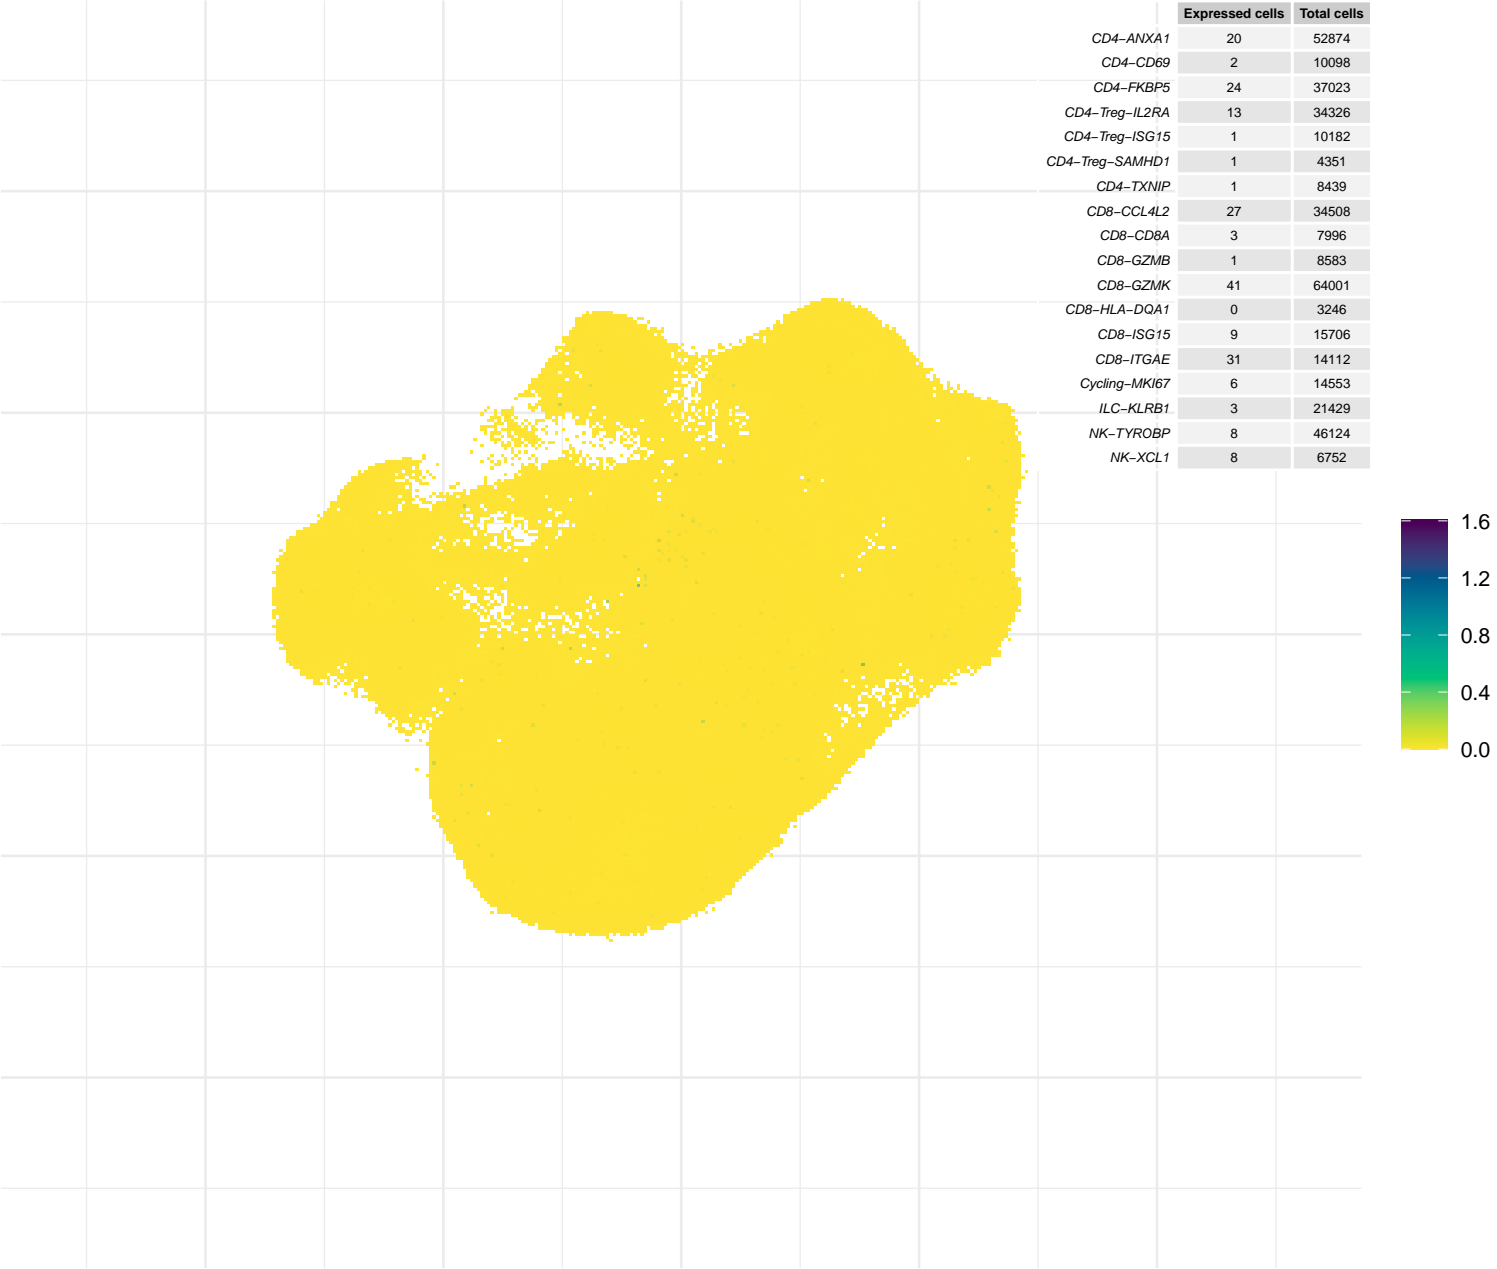 Expressed cells Total cells
CD4−ANXA1 20 52874
CD4−CD69 2 10098
CD4−FKBP5 24 37023
CD4−Treg−IL2RA 13 34326
CD4−Treg−ISG15 1 10182
CD4−Treg−SAMHD1 1 4351
CD4−TXNIP 1 8439
CD8−CCL4L2 27 34508
CD8−CD8A 3 7996
CD8−GZMB 1 8583
CD8−GZMK 41 64001
CD8−HLA−DQA1 0 3246
CD8−ISG15 9 15706
CD8−ITGAE 31 14112
Cycling−MKI67 6 14553
ILC−KLRB1 3 21429
NK−TYROBP 8 46124
NK−XCL1 8 6752
1.6
1.2
0.8
0.4
0.0